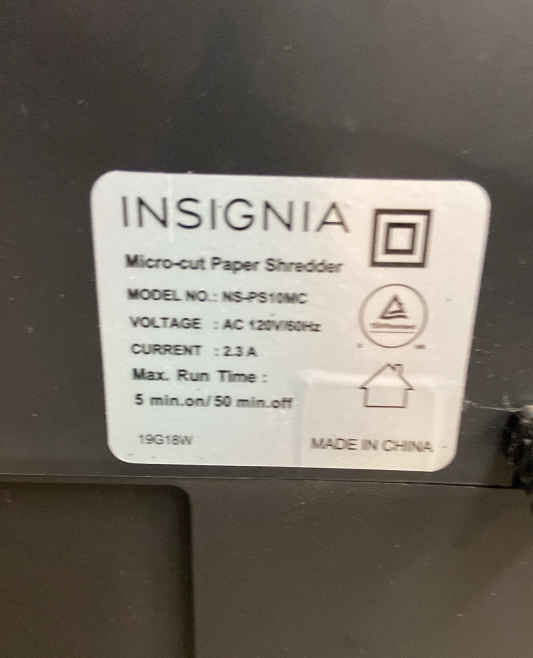 INSIGNIA
Micro-cut Paper Shredder
MODEL NO.: NS-PS10MC
VOLTAGE : AC 120V/60Hz
CURRENT : 2.3 A
Max. Run Time :
5 min.on/ 50 min.off
19G18W
MADE IN CHINA